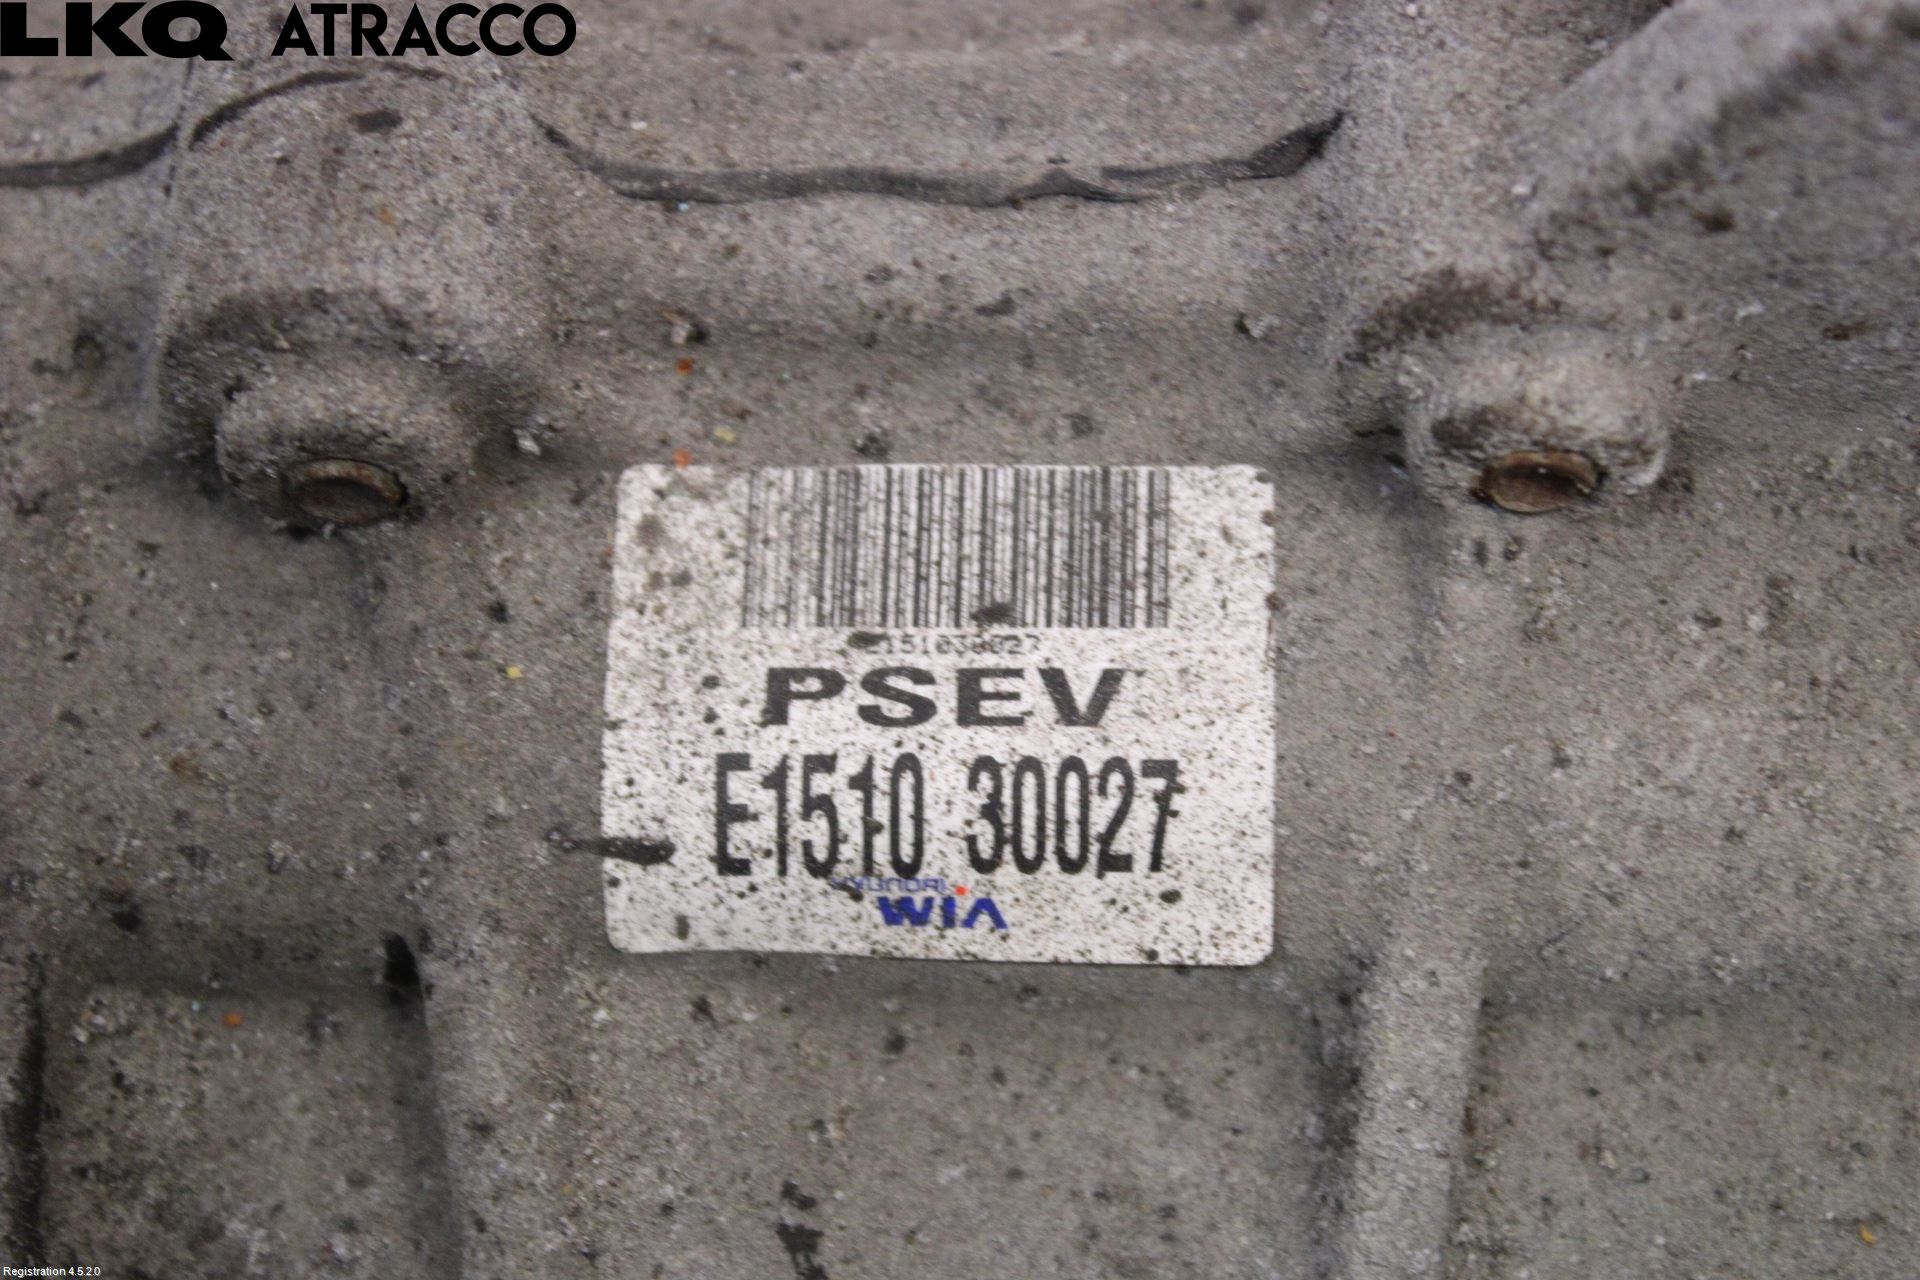 LKQ ATRACCO
E151030027
PSEV
E1510 30027
HYUNDAI
WIA
Registration 4.5.2.0